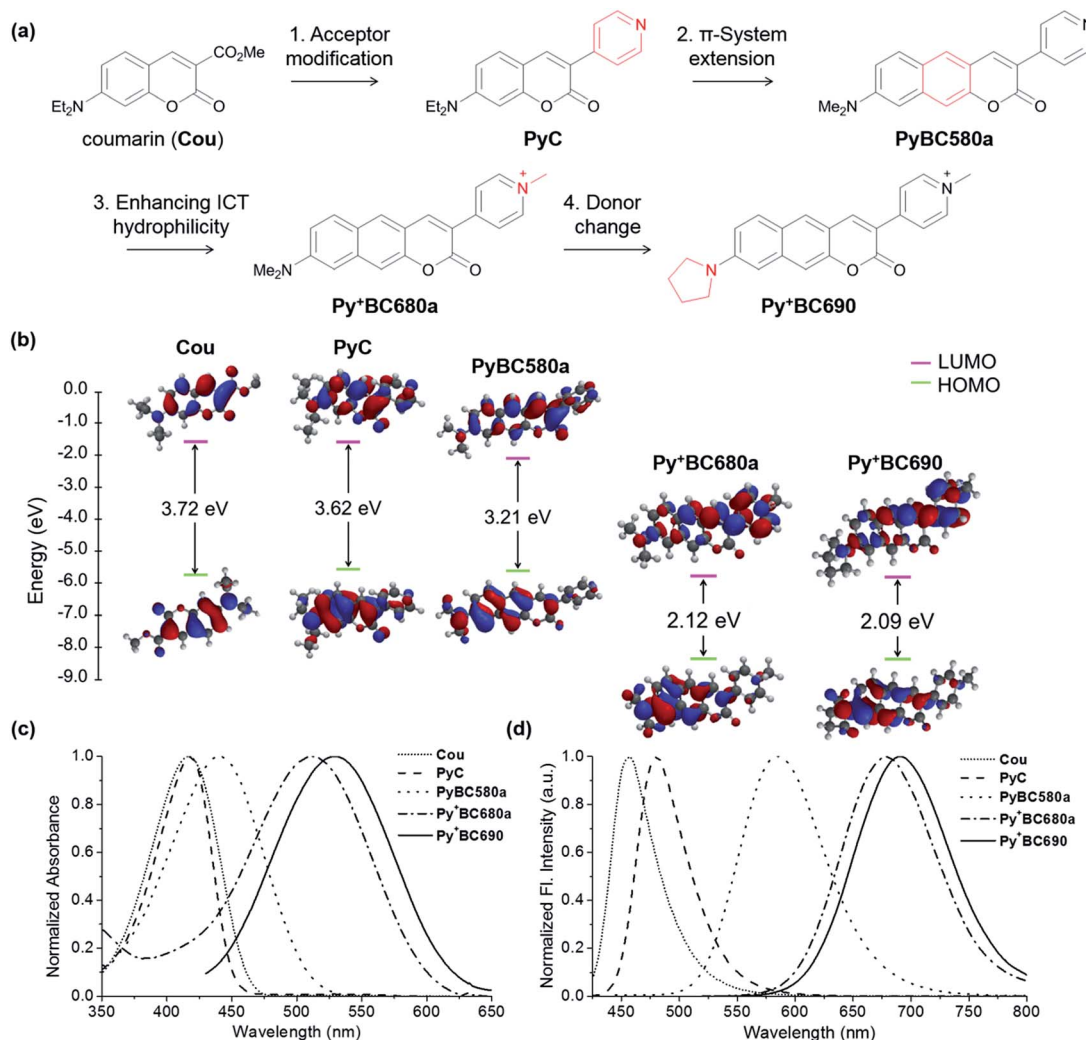 (a)
CO₂Me
Et₂N
O
O
coumarin (Cou)
1. Acceptor
modification
N
Et₂N
O
O
PyC
2. π-System
extension
N
Me₂N
O
O
PyBC580a
3. Enhancing ICT
hydrophilicity
N
+
Me₂N
O
O
Py⁺BC680a
4. Donor
change
N
+
N
O
O
Py⁺BC690
(b)
Cou
PyC
PyBC580a
Py⁺BC680a
Py⁺BC690
LUMO
HOMO
Energy (eV)
0.0
-1.0
-2.0
-3.0
-4.0
-5.0
-6.0
-7.0
-8.0
-9.0
3.72 eV
3.62 eV
3.21 eV
2.12 eV
2.09 eV
(c)
Normalized Absorbance
1.0
0.8
0.6
0.4
0.2
0.0
350 400 450 500 550 600 650
Wavelength (nm)
Cou
PyC
PyBC580a
Py⁺BC680a
Py⁺BC690
(d)
Normalized Fl. Intensity (a.u.)
1.0
0.8
0.6
0.4
0.2
0.0
450 500 550 600 650 700 750 800
Wavelength (nm)
Cou
PyC
PyBC580a
Py⁺BC680a
Py⁺BC690